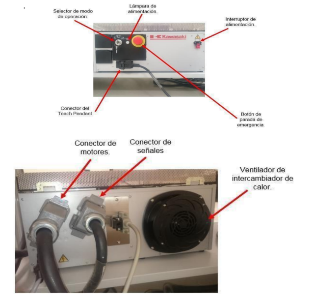 Selector de modo
de operación.
Lámpara de
alimentación.
Interruptor de
alimentación.
Kawasaki
Conector del
Teach Pendant.
Botón de
parada de
emergencia
Conector de
motores.
Conector de
señales
Ventilador de
intercambiador de
calor.